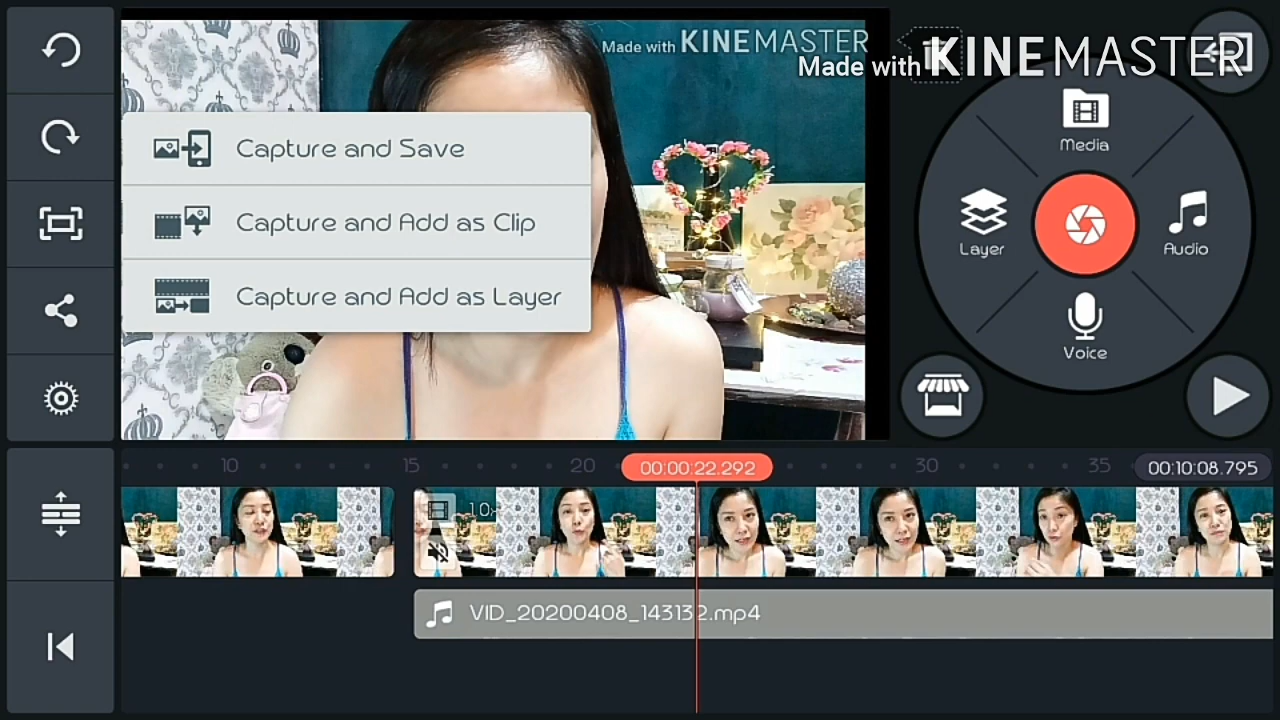 Made with KINEMASTER
Made with KINEMASTER
Capture and Save
Capture and Add as Clip
Capture and Add as Layer
Media
Layer
Audio
Voice
10
15
20
00:00:22.292
30
35
00:10:08.795
VID_20200408_143132.mp4